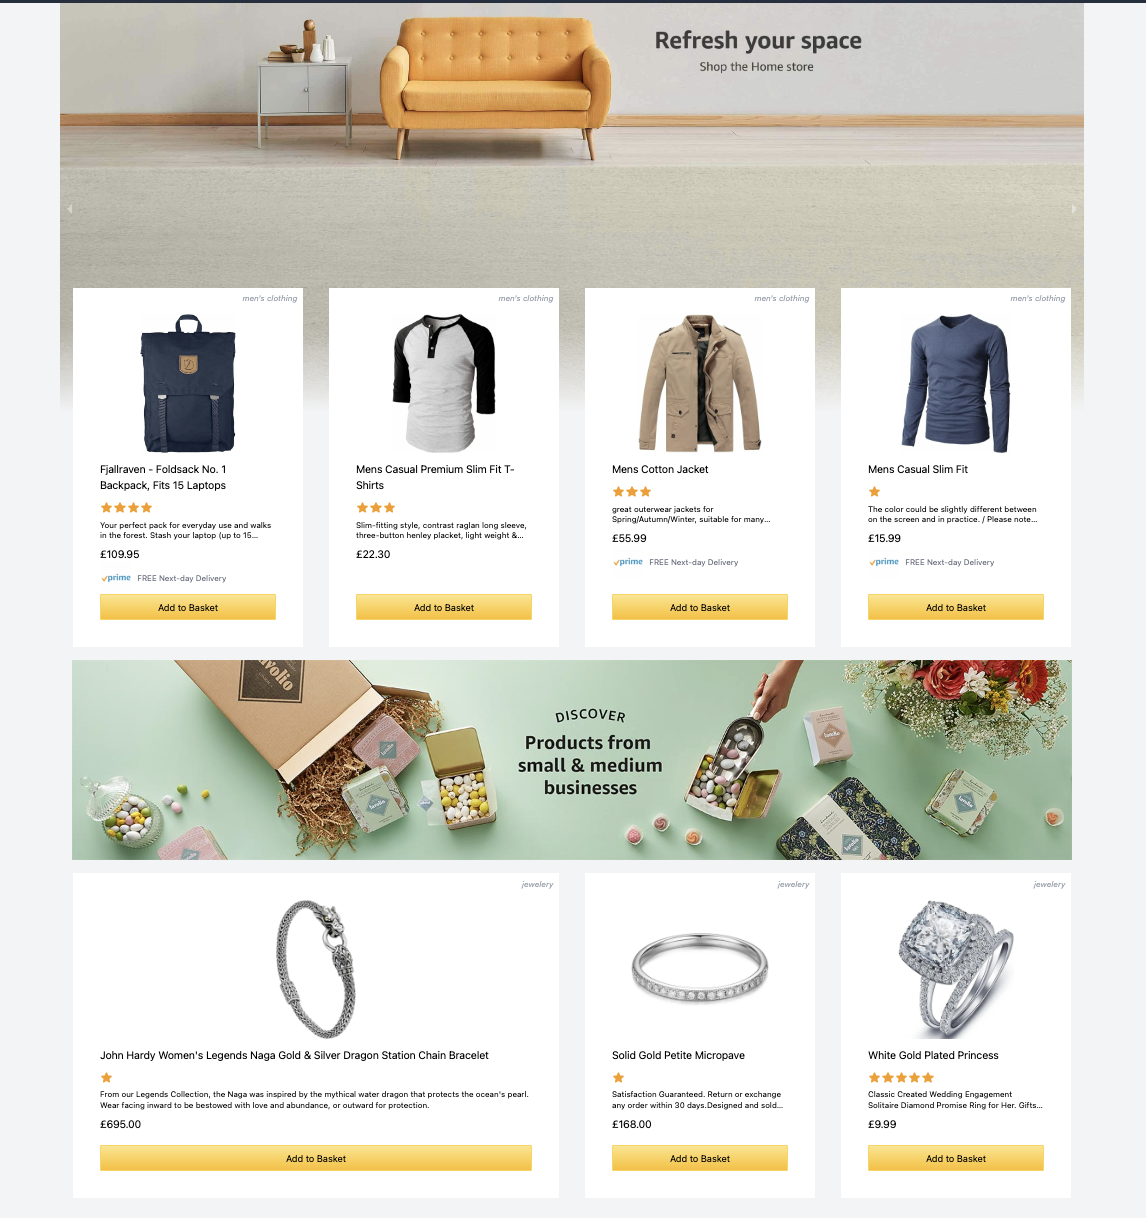 Refresh your space
Shop the Home store
men's clothing
Fjallraven - Foldsack No. 1
Backpack, Fits 15 Laptops
Your perfect pack for everyday use and walks
in the forest. Stash your laptop (up to 15...
£109.95
prime FREE Next-day Delivery
Add to Basket
men's clothing
Mens Casual Premium Slim Fit T-
Shirts
Slim-fitting style, contrast raglan long sleeve,
three-button henley placket, light weight &...
£22.30
Add to Basket
men's clothing
Mens Cotton Jacket
great outerwear jackets for
Spring/Autumn/Winter, suitable for many...
£55.99
prime FREE Next-day Delivery
Add to Basket
men's clothing
Mens Casual Slim Fit
The color could be slightly different between
on the screen and in practice. / Please note...
£15.99
prime FREE Next-day Delivery
Add to Basket
DISCOVER
Products from
small & medium
businesses
jewelery
John Hardy Women's Legends Naga Gold & Silver Dragon Station Chain Bracelet
From our Legends Collection, the Naga was inspired by the mythical water dragon that protects the ocean's pearl.
Wear facing inward to be bestowed with love and abundance, or outward for protection.
£695.00
Add to Basket
jewelery
Solid Gold Petite Micropave
Satisfaction Guaranteed. Return or exchange
any order within 30 days.Designed and sold...
£168.00
Add to Basket
jewelery
White Gold Plated Princess
Classic Created Wedding Engagement
Solitaire Diamond Promise Ring for Her. Gifts...
£9.99
Add to Basket